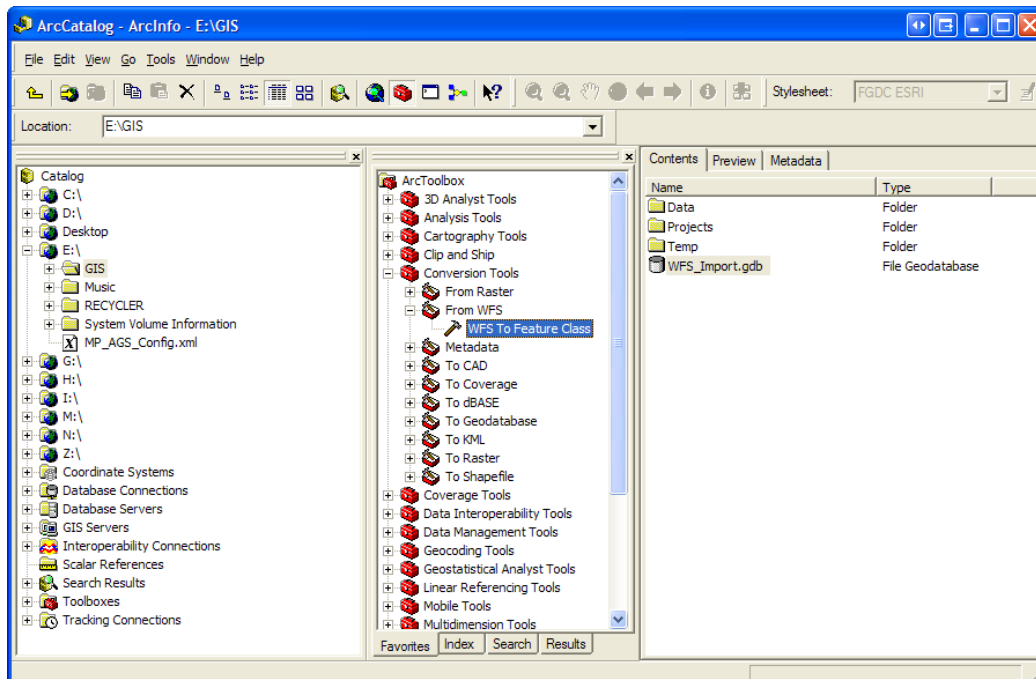 ArcCatalog - ArcInfo - E:\GIS
File Edit View Go Tools Window Help
Stylesheet: FGDC ESRI
Location: E:\GIS
Catalog
C:\
D:\
Desktop
E:\
GIS
Music
RECYCLER
System Volume Information
MP_AGS_Config.xml
G:\
H:\
I:\
M:\
N:\
Z:\
Coordinate Systems
Database Connections
Database Servers
GIS Servers
Interoperability Connections
Scalar References
Search Results
Toolboxes
Tracking Connections
ArcToolbox
3D Analyst Tools
Analysis Tools
Cartography Tools
Clip and Ship
Conversion Tools
From Raster
From WFS
WFS To Feature Class
Metadata
To CAD
To Coverage
To dBASE
To Geodatabase
To KML
To Raster
To Shapefile
Coverage Tools
Data Interoperability Tools
Data Management Tools
Geocoding Tools
Geostatistical Analyst Tools
Linear Referencing Tools
Mobile Tools
Multidimension Tools
Favorites Index Search Results
Contents Preview Metadata
Name Type
Data Folder
Projects Folder
Temp Folder
WFS_Import.gdb File Geodatabase